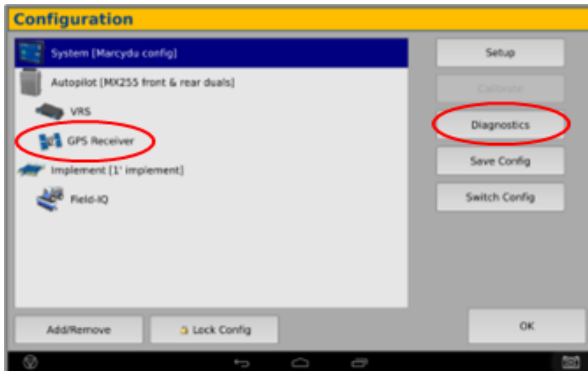 Configuration
System [Marcydu config]
Setup
Autopilot [MX255 front & rear duals]
Calibrate
VRS
Diagnostics
GPS Receiver
Save Config
Implement [1' implement]
Switch Config
Field-IQ
Add/Remove
Lock Config
OK